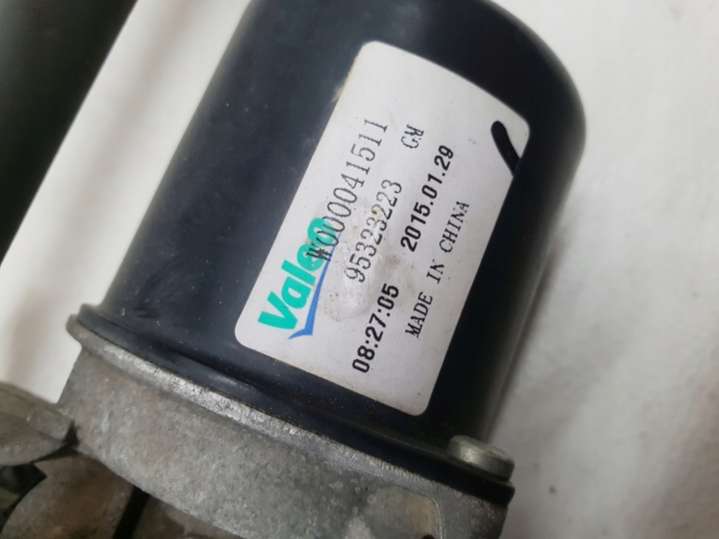 Valeo
W000041511
95323223 GM
08:27:05 2015.01.29
MADE IN CHINA